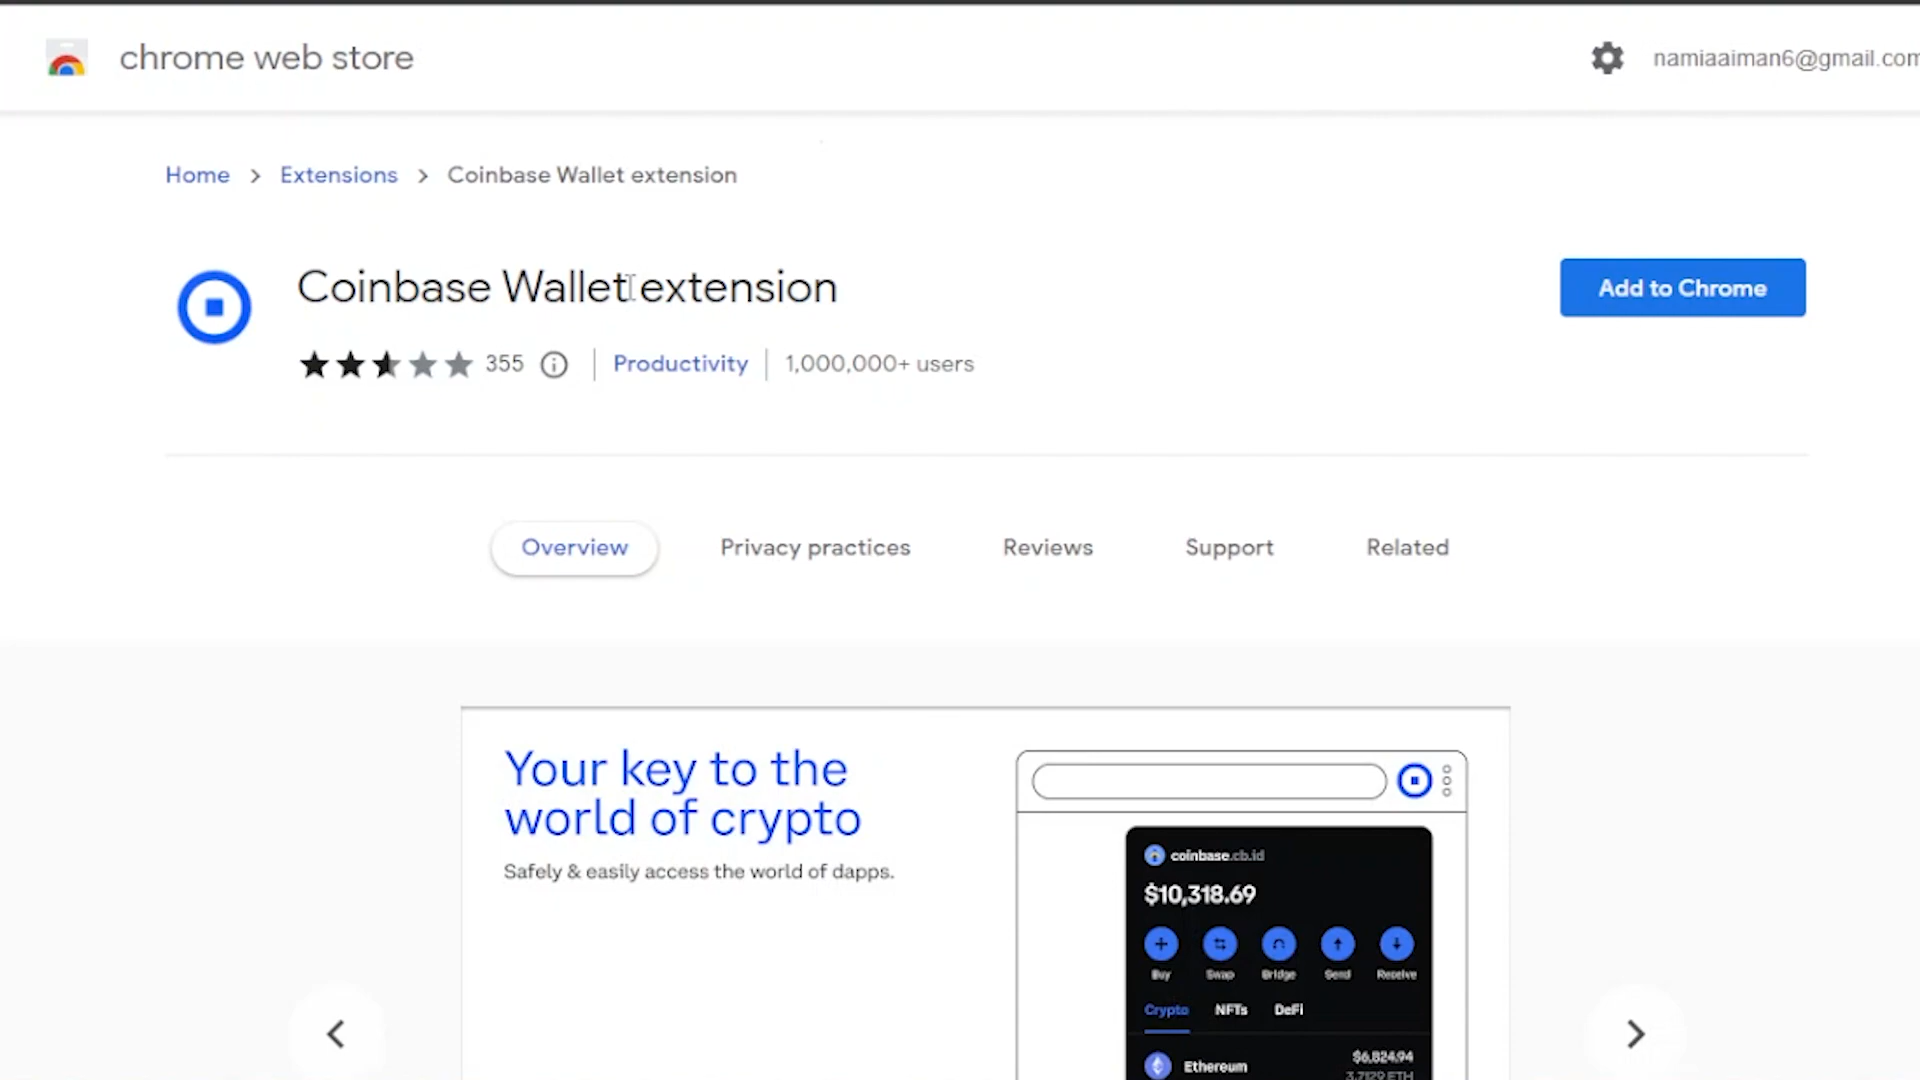 chrome web store
namiaaiman6@gmail.com
Home > Extensions > Coinbase Wallet extension
Coinbase Wallet extension
Add to Chrome
355
Productivity
1,000,000+ users
Overview
Privacy practices
Reviews
Support
Related
Your key to the
world of crypto
Safely & easily access the world of dapps.
coinbase.cb.id
$10,318.69
Buy Swap Bridge Send Receive
Crypto NFTs DeFi
Ethereum
$6,824.94
3.7129 ETH